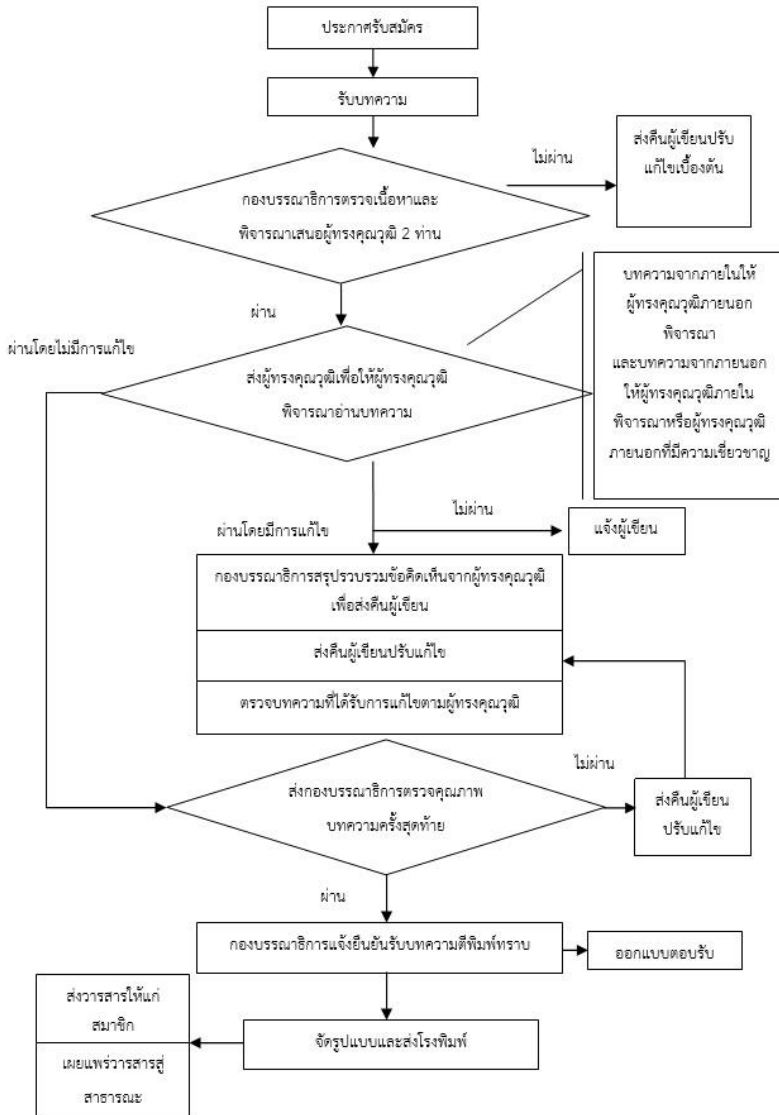 ประกาศรับสมัคร
รับบทความ
ไม่ผ่าน
ส่งคืนผู้เขียนปรับ
แก้ไขเบื้องต้น
กองบรรณาธิการตรวจเนื้อหาและ
พิจารณาเสนอผู้ทรงคุณวุฒิ 2 ท่าน
ผ่าน
บทความจากภายในให้
ผู้ทรงคุณวุฒิภายนอก
พิจารณา
และบทความจากภายนอก
ให้ผู้ทรงคุณวุฒิภายใน
พิจารณาหรือผู้ทรงคุณวุฒิ
ภายนอกที่มีความเชี่ยวชาญ
ผ่านโดยไม่มีการแก้ไข
ส่งผู้ทรงคุณวุฒิเพื่อให้ผู้ทรงคุณวุฒิ
พิจารณาอ่านบทความ
ไม่ผ่าน
แจ้งผู้เขียน
ผ่านโดยมีการแก้ไข
กองบรรณาธิการสรุปรวบรวมข้อคิดเห็นจากผู้ทรงคุณวุฒิ
เพื่อส่งคืนผู้เขียน
ส่งคืนผู้เขียนปรับแก้ไข
ตรวจบทความที่ได้รับการแก้ไขตามผู้ทรงคุณวุฒิ
ไม่ผ่าน
ส่งกองบรรณาธิการตรวจคุณภาพ
บทความครั้งสุดท้าย
ส่งคืนผู้เขียน
ปรับแก้ไข
ผ่าน
กองบรรณาธิการแจ้งยืนยันรับบทความตีพิมพ์ทราบ
ออกแบบตอบรับ
ส่งวารสารให้แก่
สมาชิก
จัดรูปแบบและส่งโรงพิมพ์
เผยแพร่วารสารสู่
สาธารณะ